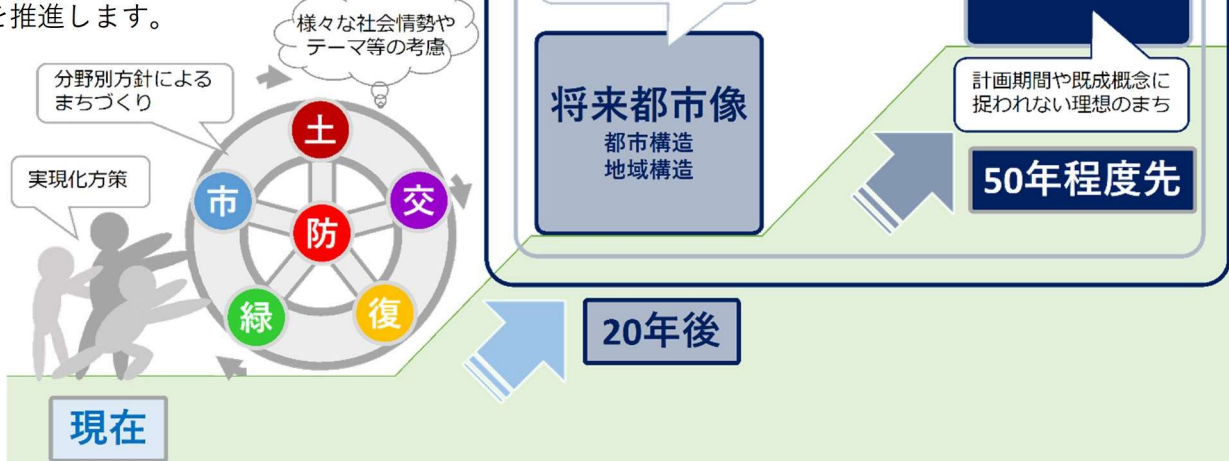 を推進します。
様々な社会情勢や
テーマ等の考慮
分野別方針による
まちづくり
実現化方策
土
市
交
防
緑
復
将来都市像
都市構造
地域構造
計画期間や既成概念に
捉われない理想のまち
50年程度先
20年後
現在